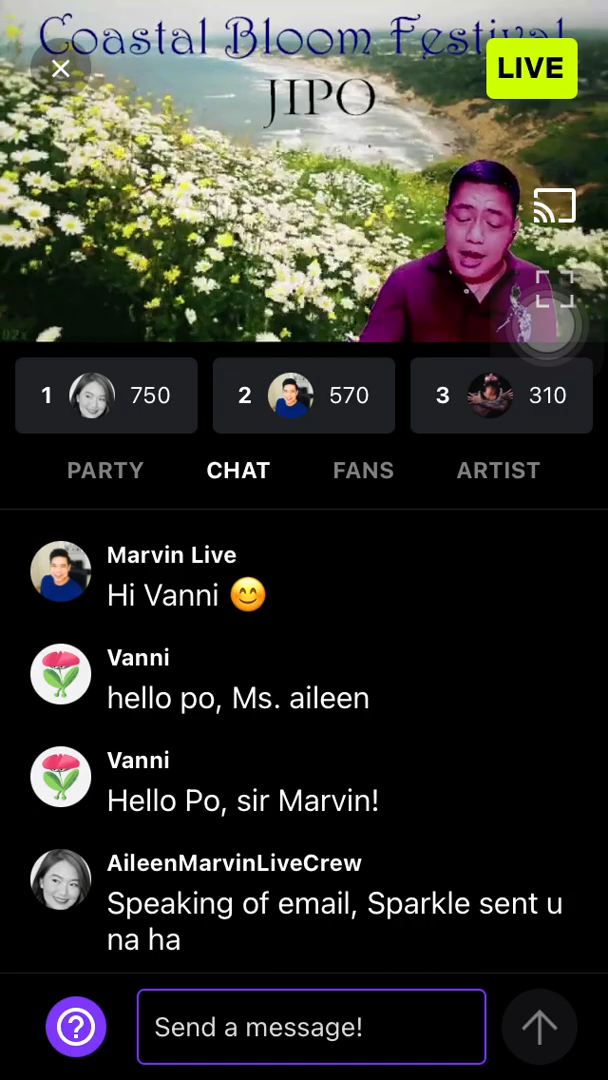 Coastal Bloom Festival
LIVE
JIPO
1 750 2 570 3 310
PARTY CHAT FANS ARTIST
Marvin Live
Hi Vanni 😊
Vanni
hello po, Ms. aileen
Vanni
Hello Po, sir Marvin!
AileenMarvinLiveCrew
Speaking of email, Sparkle sent u
na ha
Send a message!